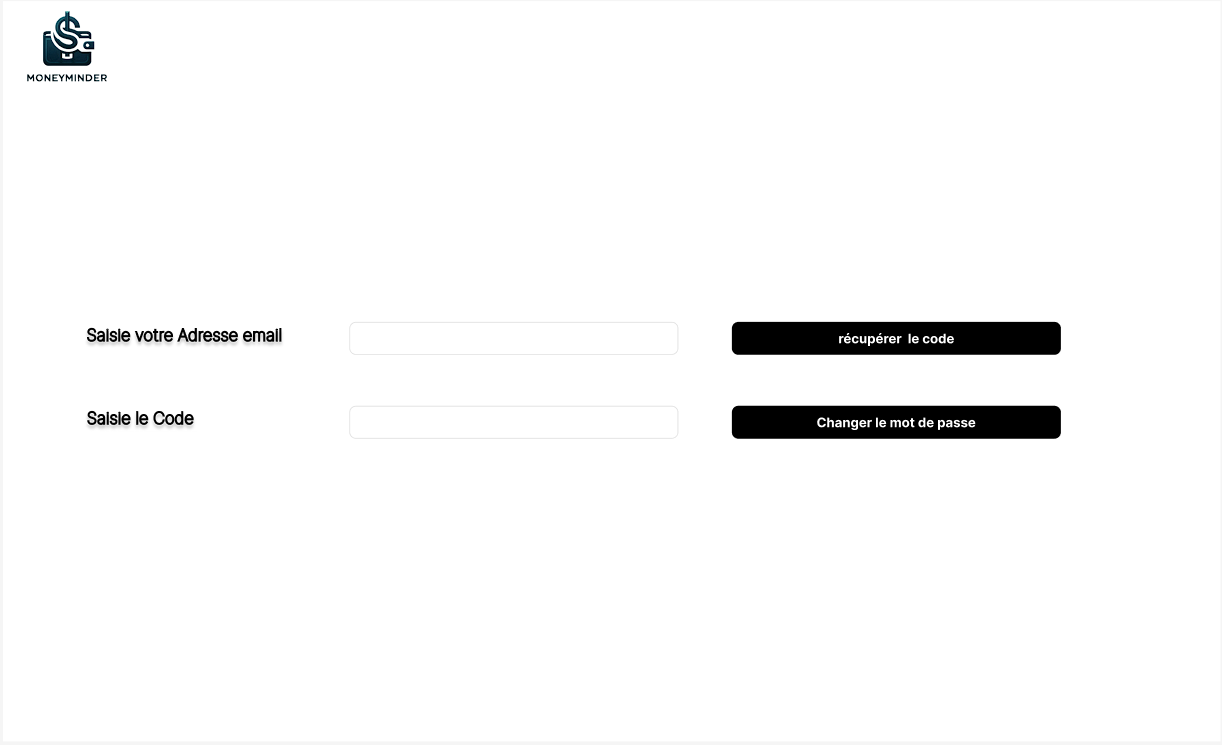 MONEYMINDER
Saisie votre Adresse email
récupérer le code
Saisie le Code
Changer le mot de passe